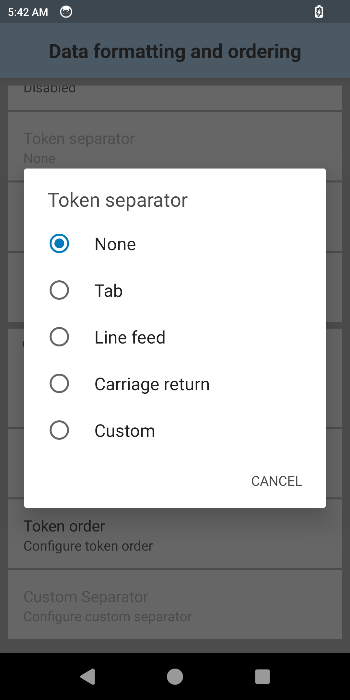 5:42 AM
Data formatting and ordering
Disabled
Token separator
None
Token separator
None
Tab
Line feed
Carriage return
Custom
CANCEL
Token order
Configure token order
Custom Separator
Configure custom separator